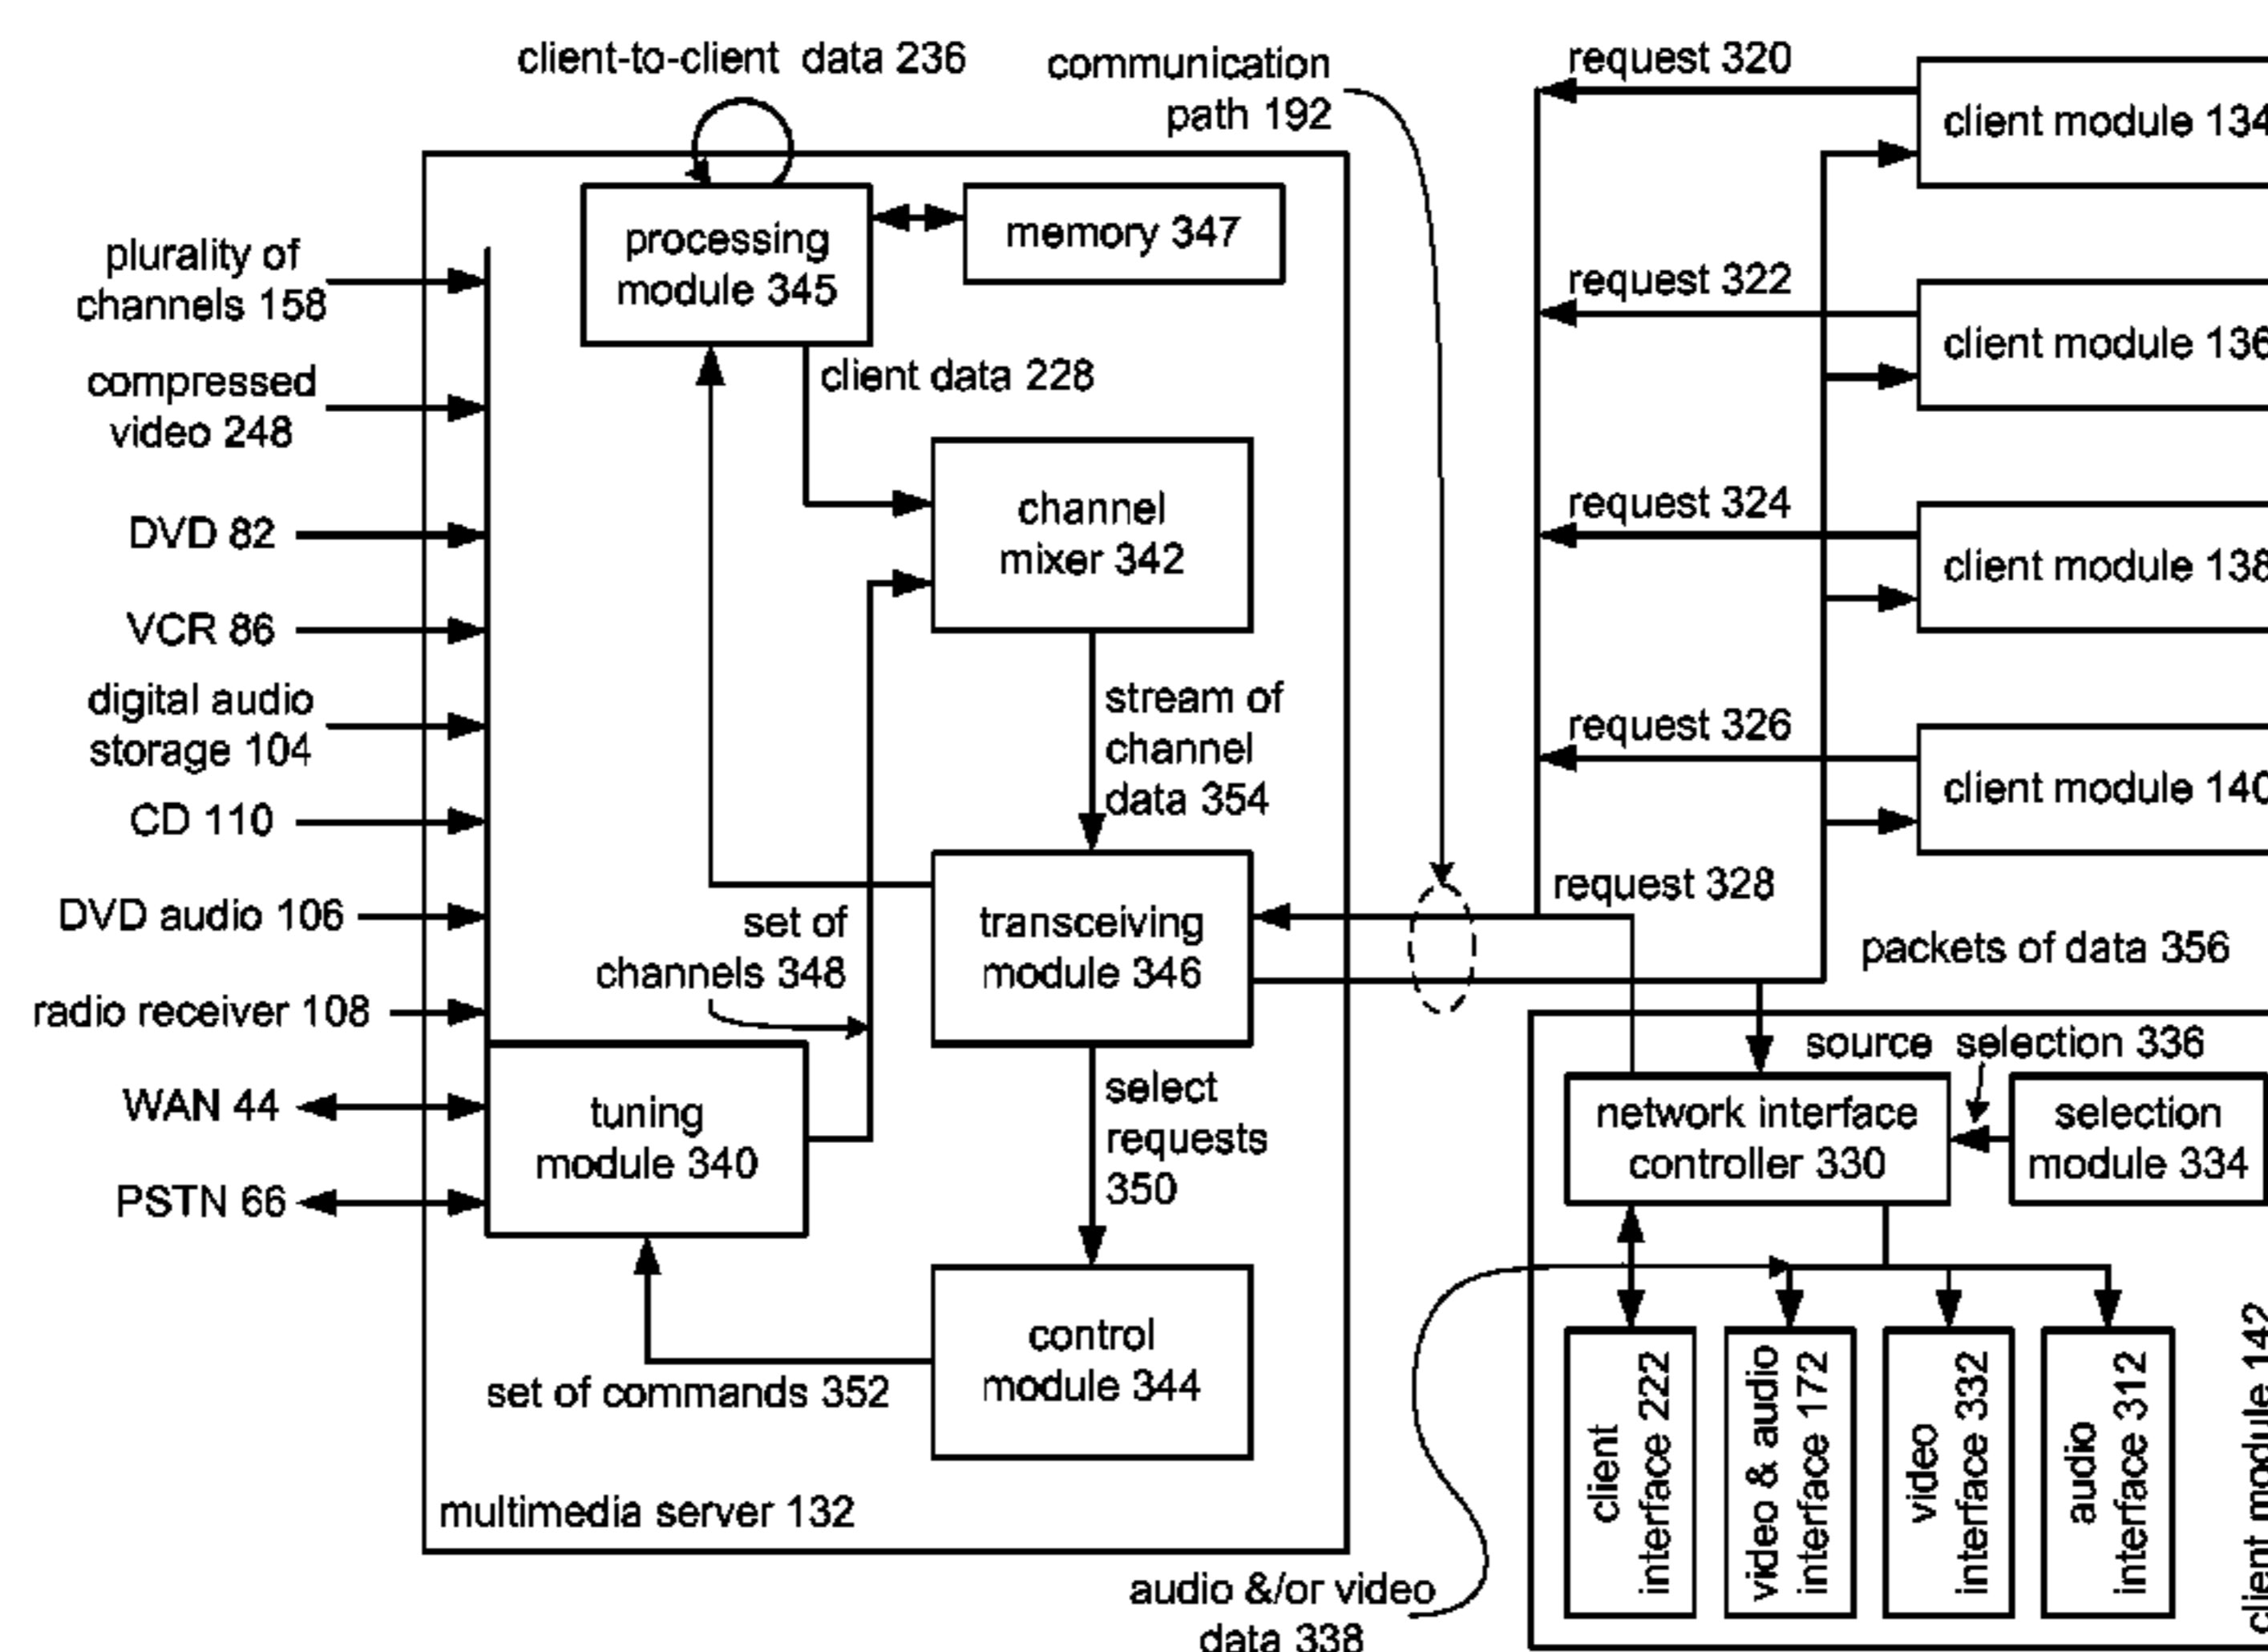 client-to-client data 236
communication
path 192
request 320
client module 134
plurality of
channels 158
processing
module 345
memory 347
request 322
client module 136
compressed
video 248
client data 228
DVD 82
channel
mixer 342
request 324
client module 138
VCR 86
digital audio
storage 104
stream of
channel
data 354
request 326
client module 140
CD 110
DVD audio 106
set of
channels 348
transceiving
module 346
request 328
packets of data 356
radio receiver 108
source selection 336
WAN 44
tuning
module 340
select
requests
350
network interface
controller 330
selection
module 334
PSTN 66
control
module 344
set of commands 352
client
interface 222
video & audio
interface 172
video
interface 332
audio
interface 312
client module 142
multimedia server 132
audio &/or video
data 338